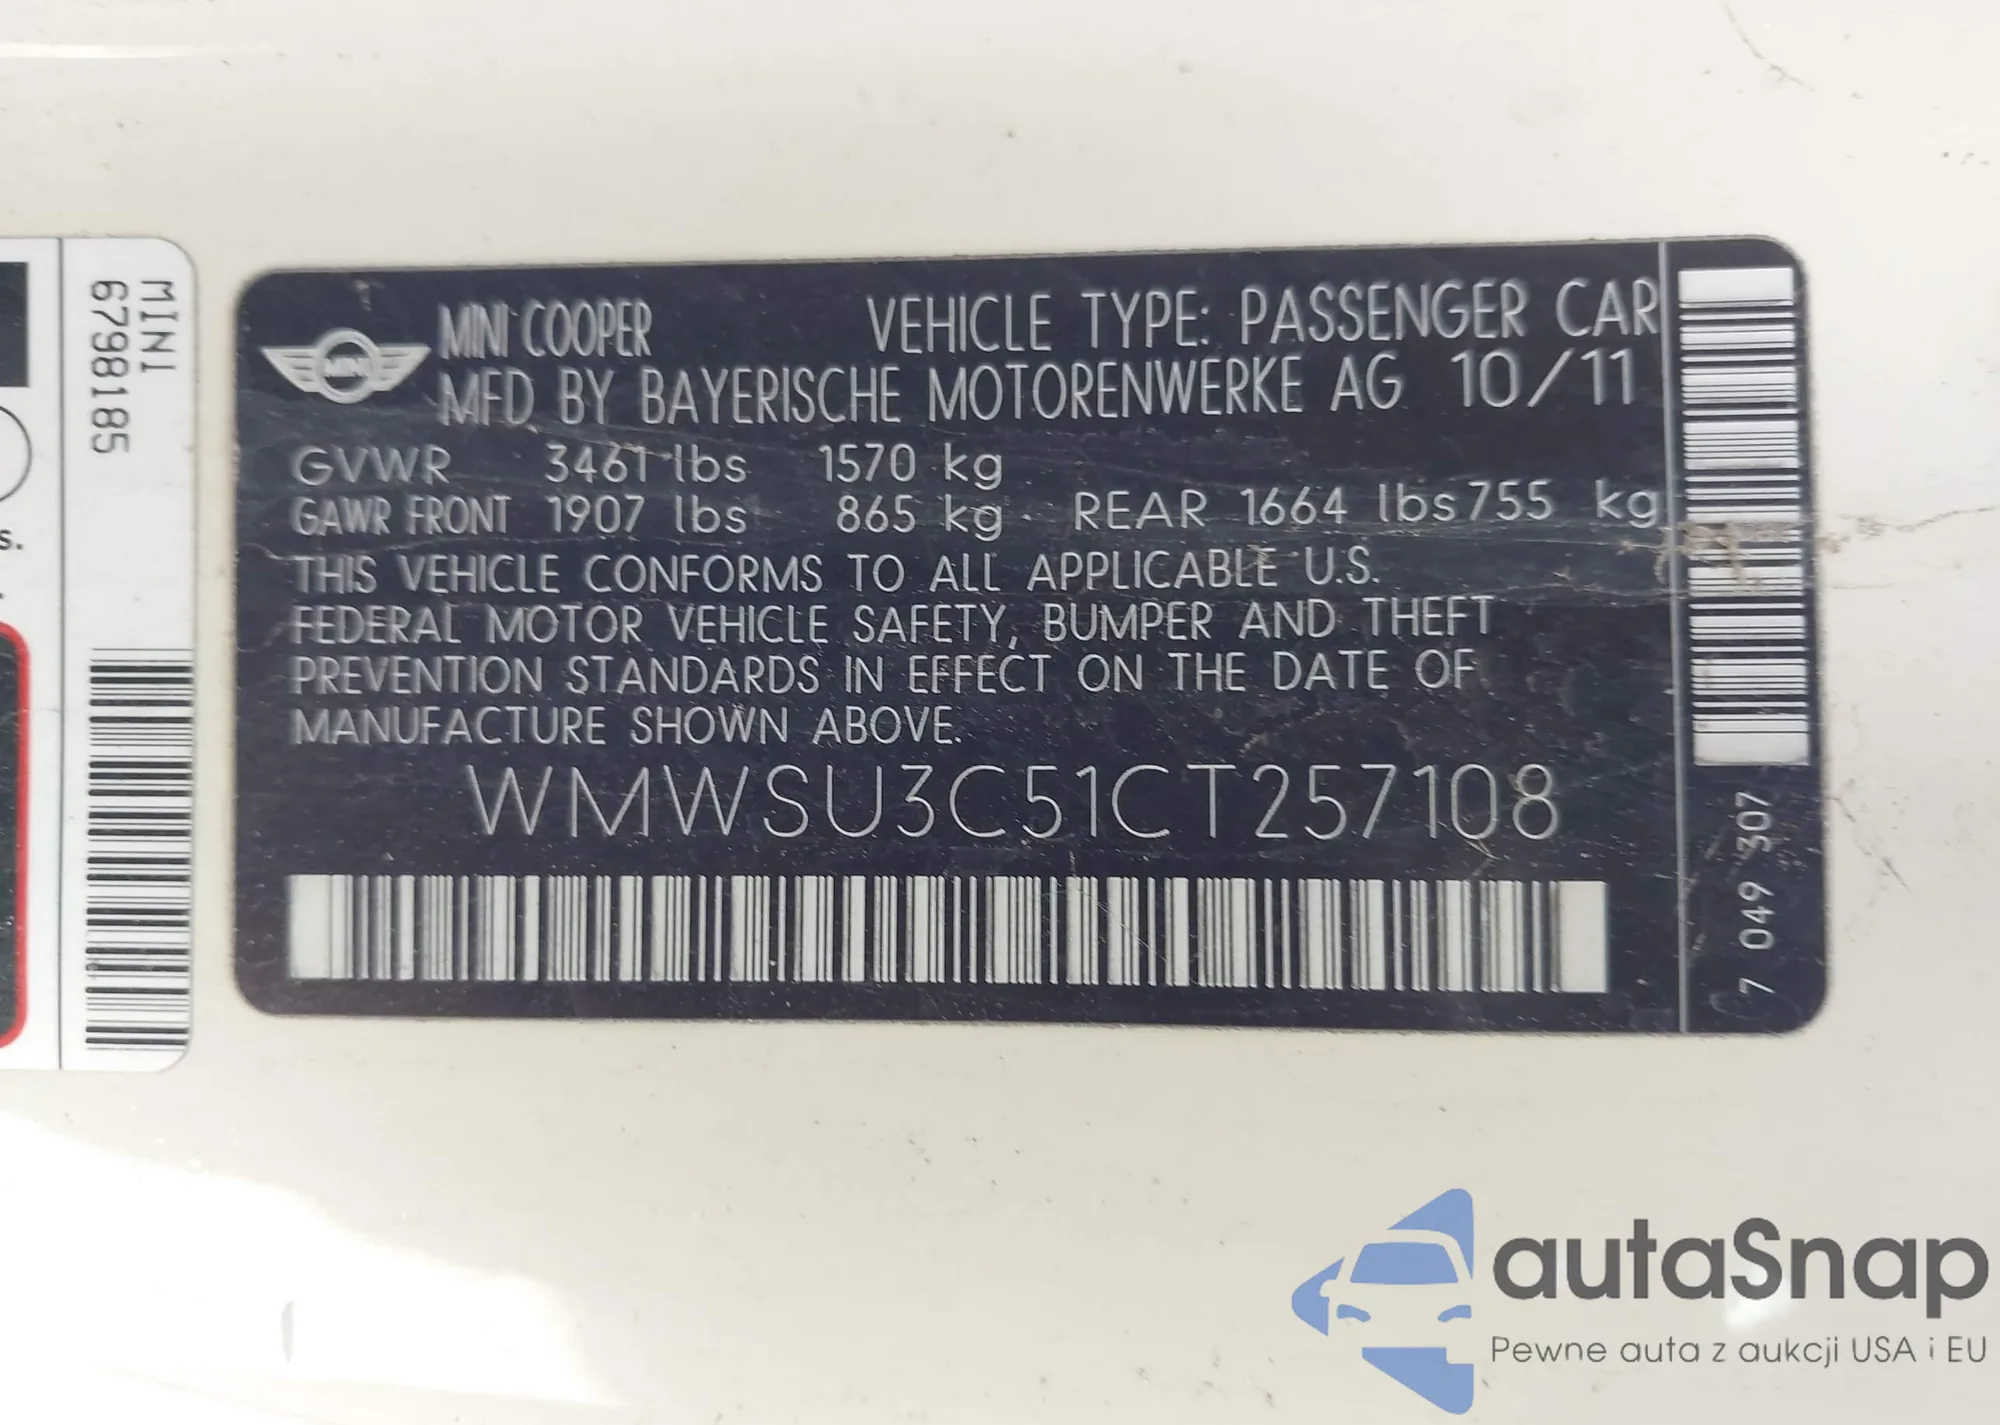 MINI
6798185
s.
MINI
MINI COOPER VEHICLE TYPE: PASSENGER CAR
MFD BY BAYERISCHE MOTORENWERKE AG 10/11
GVWR 3461 lbs 1570 kg
GAWR FRONT 1907 lbs 865 kg REAR 1664 lbs 755 kg
THIS VEHICLE CONFORMS TO ALL APPLICABLE U.S.
FEDERAL MOTOR VEHICLE SAFETY, BUMPER AND THEFT
PREVENTION STANDARDS IN EFFECT ON THE DATE OF
MANUFACTURE SHOWN ABOVE.
WMWSU3C51CT257108
7 049 307
autaSnap
Pewne auta z aukcji USA i EU